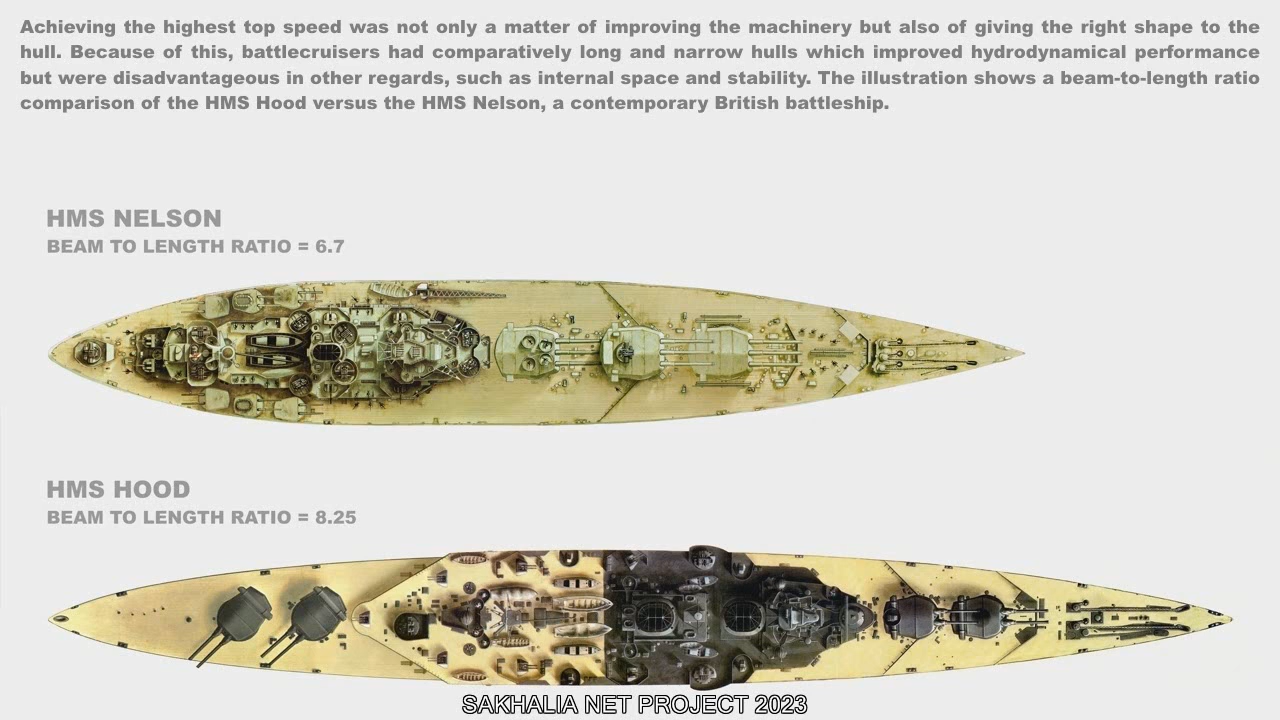 Achieving the highest top speed was not only a matter of improving the machinery but also of giving the right shape to the
hull. Because of this, battlecruisers had comparatively long and narrow hulls which improved hydrodynamical performance
but were disadvantageous in other regards, such as internal space and stability. The illustration shows a beam-to-length ratio
comparison of the HMS Hood versus the HMS Nelson, a contemporary British battleship.
HMS NELSON
BEAM TO LENGTH RATIO = 6.7
HMS HOOD
BEAM TO LENGTH RATIO = 8.25
SAKHALIA NET PROJECT 2023